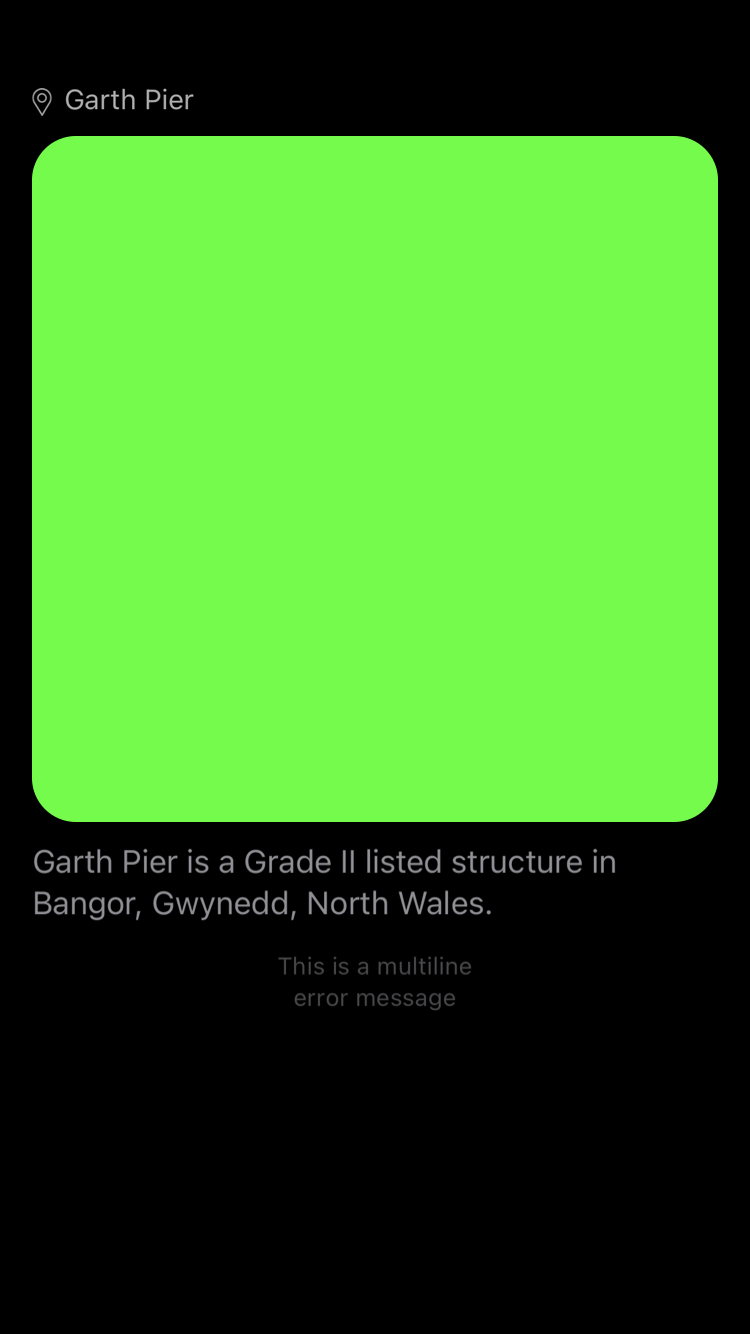 Garth Pier
Garth Pier is a Grade II listed structure in
Bangor, Gwynedd, North Wales.
This is a multiline
error message